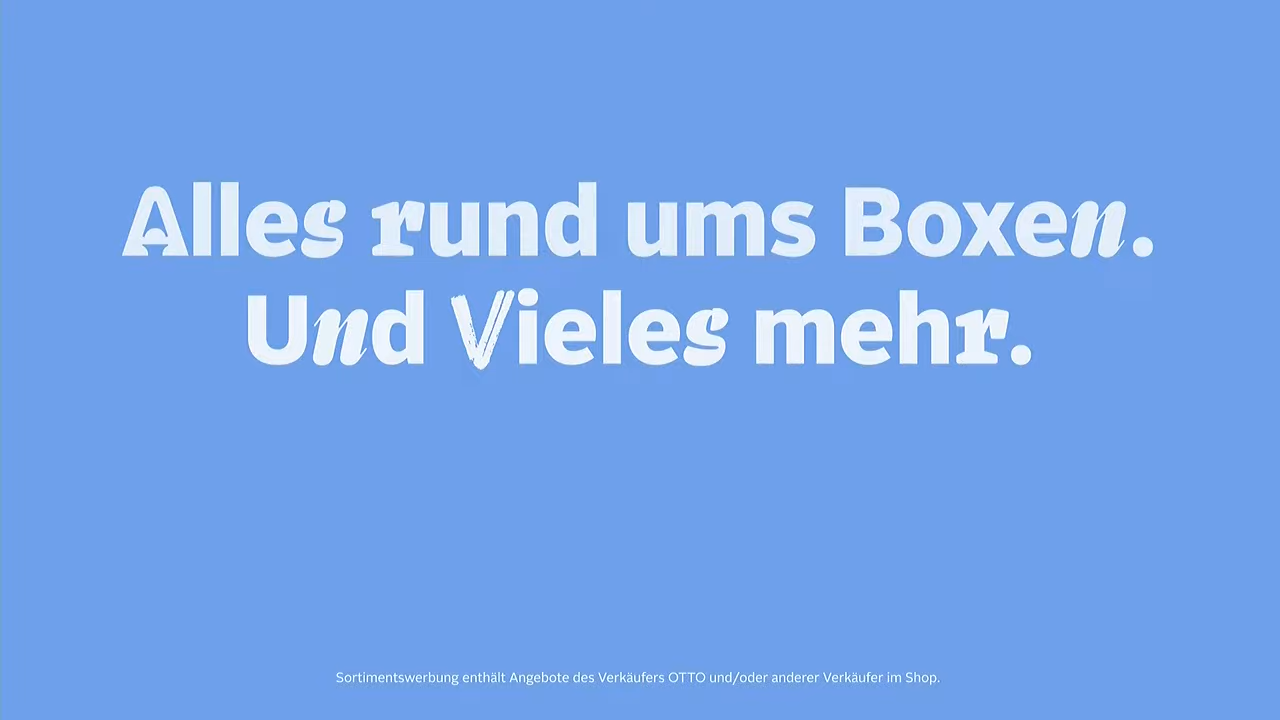 Alles rund ums Boxen.
Und Vieles mehr.
Sortimentswerbung enthält Angebote des Verkäufers OTTO und/oder anderer Verkäufer im Shop.